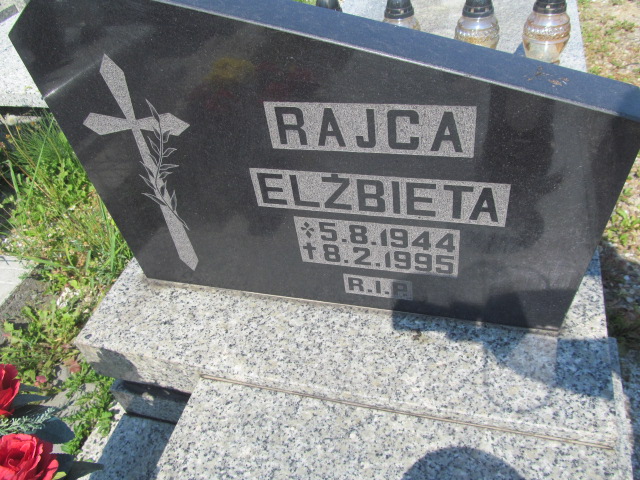 RAJCA
ELŻBIETA
* 5.8.1944
† 8.2.1995
R.I.P